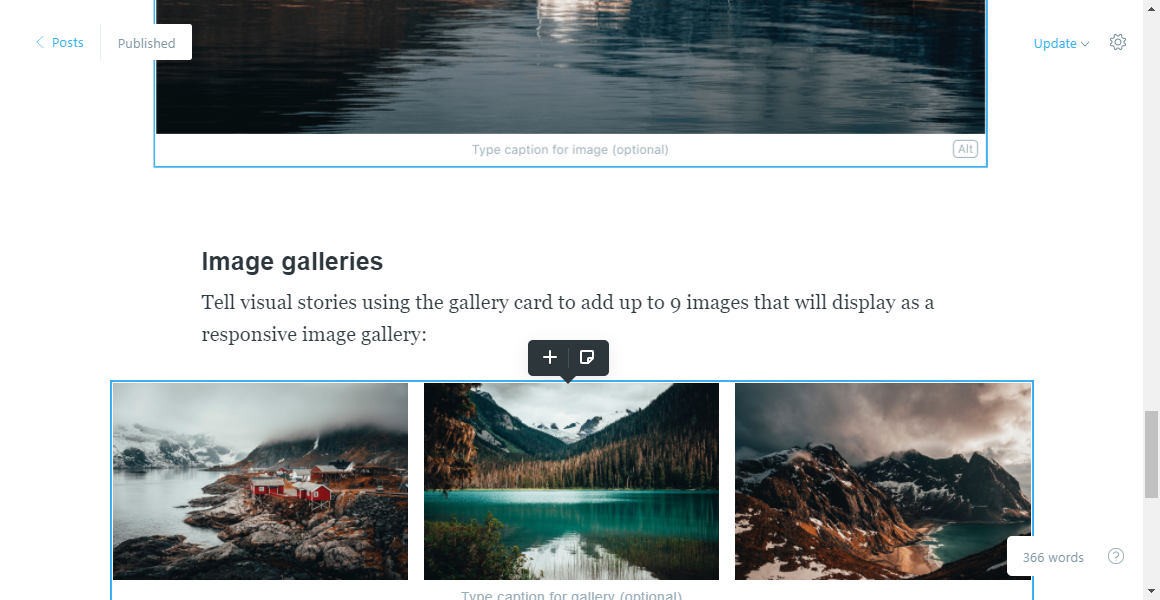 Posts
Published
Update
Type caption for image (optional)
Alt
Image galleries
Tell visual stories using the gallery card to add up to 9 images that will display as a
responsive image gallery:
366 words
?
Type caption for gallery (optional)